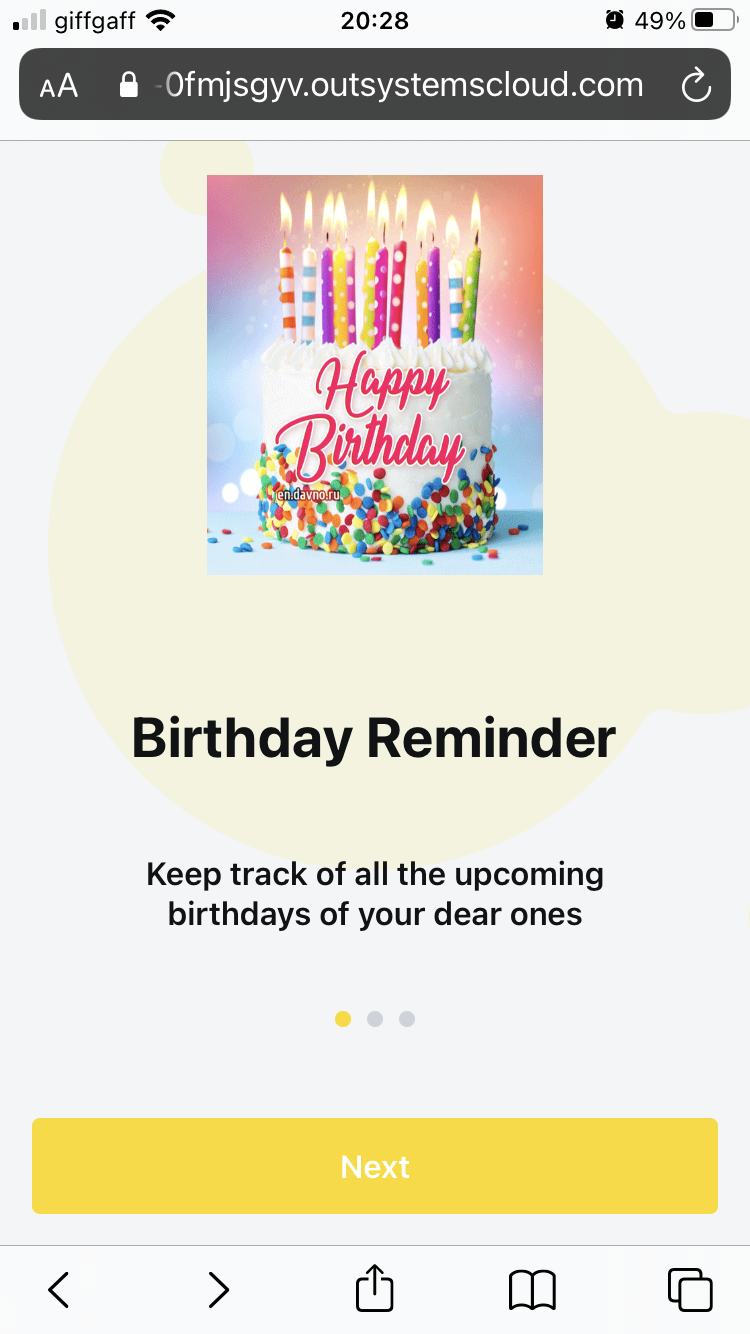 giffgaff 20:28 49%
AA -0fmjsgyv.outsystemscloud.com
Happy
Birthday
en.davno.ru
Birthday Reminder
Keep track of all the upcoming
birthdays of your dear ones
Next